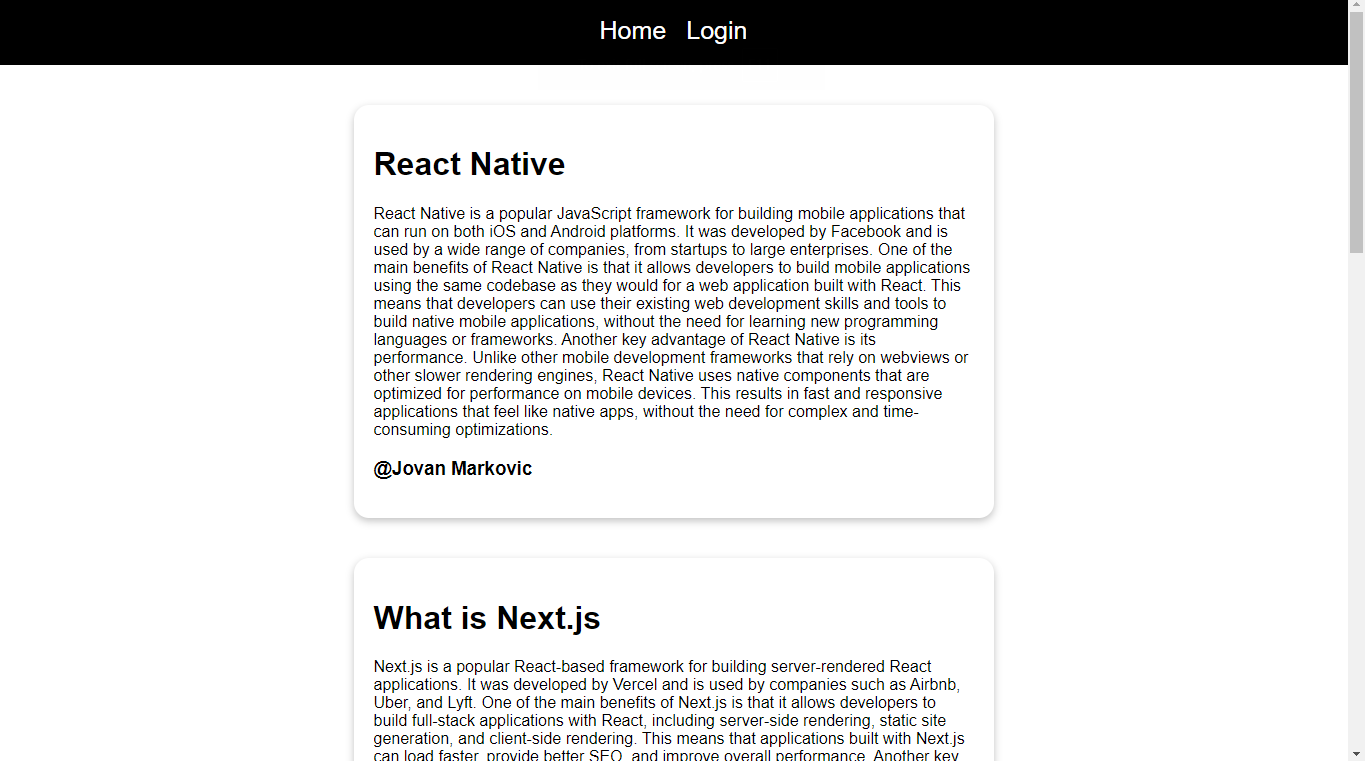 Home Login
React Native
React Native is a popular JavaScript framework for building mobile applications that
can run on both iOS and Android platforms. It was developed by Facebook and is
used by a wide range of companies, from startups to large enterprises. One of the
main benefits of React Native is that it allows developers to build mobile applications
using the same codebase as they would for a web application built with React. This
means that developers can use their existing web development skills and tools to
build native mobile applications, without the need for learning new programming
languages or frameworks. Another key advantage of React Native is its
performance. Unlike other mobile development frameworks that rely on webviews or
other slower rendering engines, React Native uses native components that are
optimized for performance on mobile devices. This results in fast and responsive
applications that feel like native apps, without the need for complex and time-
consuming optimizations.
@Jovan Markovic
What is Next.js
Next.js is a popular React-based framework for building server-rendered React
applications. It was developed by Vercel and is used by companies such as Airbnb,
Uber, and Lyft. One of the main benefits of Next.js is that it allows developers to
build full-stack applications with React, including server-side rendering, static site
generation, and client-side rendering. This means that applications built with Next.js
can load faster, provide better SEO, and improve overall performance. Another key